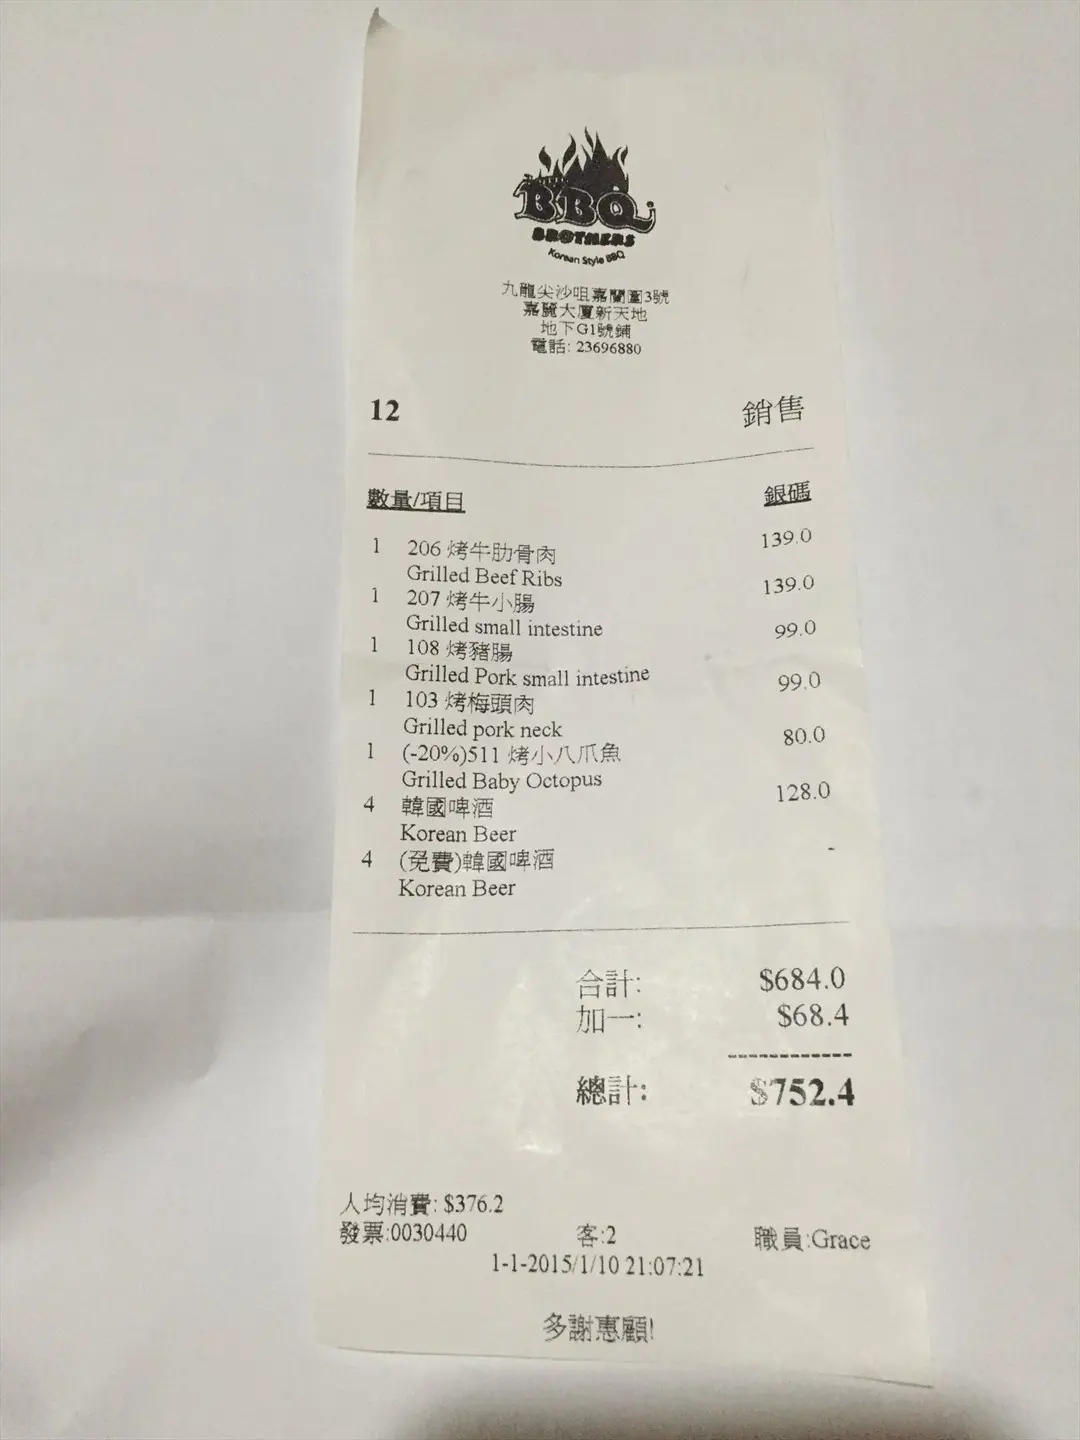 BBQ
BROTHERS
Korean Style BBQ
九龍尖沙咀嘉蘭圍3號
嘉麗大廈新天地
地下G1號鋪
電話: 23696880
12 銷售
數量/項目 銀碼
1 206 烤牛肋骨肉 139.0
Grilled Beef Ribs
1 207 烤牛小腸 139.0
Grilled small intestine
1 108 烤豬腸 99.0
Grilled Pork small intestine
1 103 烤梅頭肉 99.0
Grilled pork neck
1 (-20%)511 烤小八爪魚 80.0
Grilled Baby Octopus
4 韓國啤酒 128.0
Korean Beer
4 (免費)韓國啤酒 -
Korean Beer
合計: $684.0
加一: $68.4
------------
總計: $752.4
人均消費: $376.2
發票:0030440 客:2 職員:Grace
1-1-2015/1/10 21:07:21
多謝惠顧!